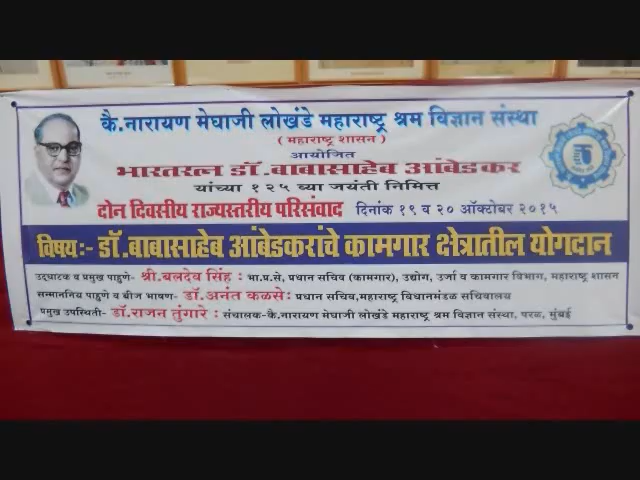 कै.नारायण मेघाजी लोखंडे महाराष्ट्र श्रम विज्ञान संस्था
( महाराष्ट्र शासन )
आयोजित
भारतरत्न डॉ.बाबासाहेब आंबेडकर
यांच्या १२५ व्या जयंती निमित्त
दोन दिवसीय राज्यस्तरीय परिसंवाद दिनांक १९ व २० ऑक्टोबर २०१५
विषय:- डॉ.बाबासाहेब आंबेडकरांचे कामगार क्षेत्रातील योगदान
उद्घाटक व प्रमुख पाहुणे- श्री.बलदेव सिंह : भा.प्र.से, प्रधान सचिव (कामगार), उद्योग, उर्जा व कामगार विभाग, महाराष्ट्र शासन
सन्माननिय पाहुणे व बीज भाषण- डॉ.अनंत कळसे: प्रधान सचिव,महाराष्ट्र विधानमंडळ सचिवालय
प्रमुख उपस्थिती- डॉ.राजन तुंगारे : संचालक-कै.नारायण मेघाजी लोखंडे महाराष्ट्र श्रम विज्ञान संस्था, परळ, मुंबई